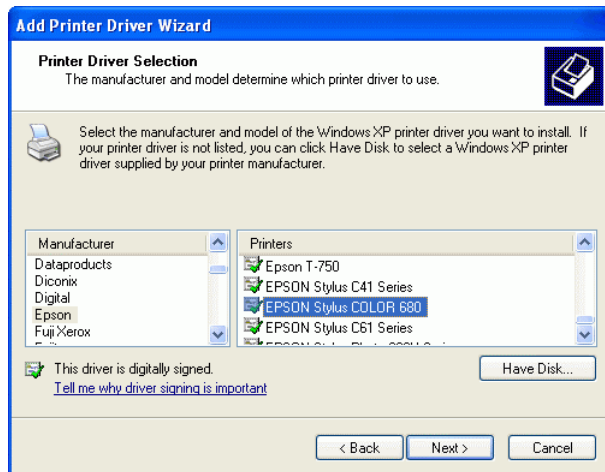 Add Printer Driver Wizard
Printer Driver Selection
The manufacturer and model determine which printer driver to use.
Select the manufacturer and model of the Windows XP printer driver you want to install. If
your printer driver is not listed, you can click Have Disk to select a Windows XP printer
driver supplied by your printer manufacturer.
Manufacturer
Dataproducts
Diconix
Digital
Epson
Fuji Xerox
Printers
Epson T-750
EPSON Stylus C41 Series
EPSON Stylus COLOR 680
EPSON Stylus C61 Series
This driver is digitally signed.
Tell me why driver signing is important
Have Disk...
< Back
Next >
Cancel